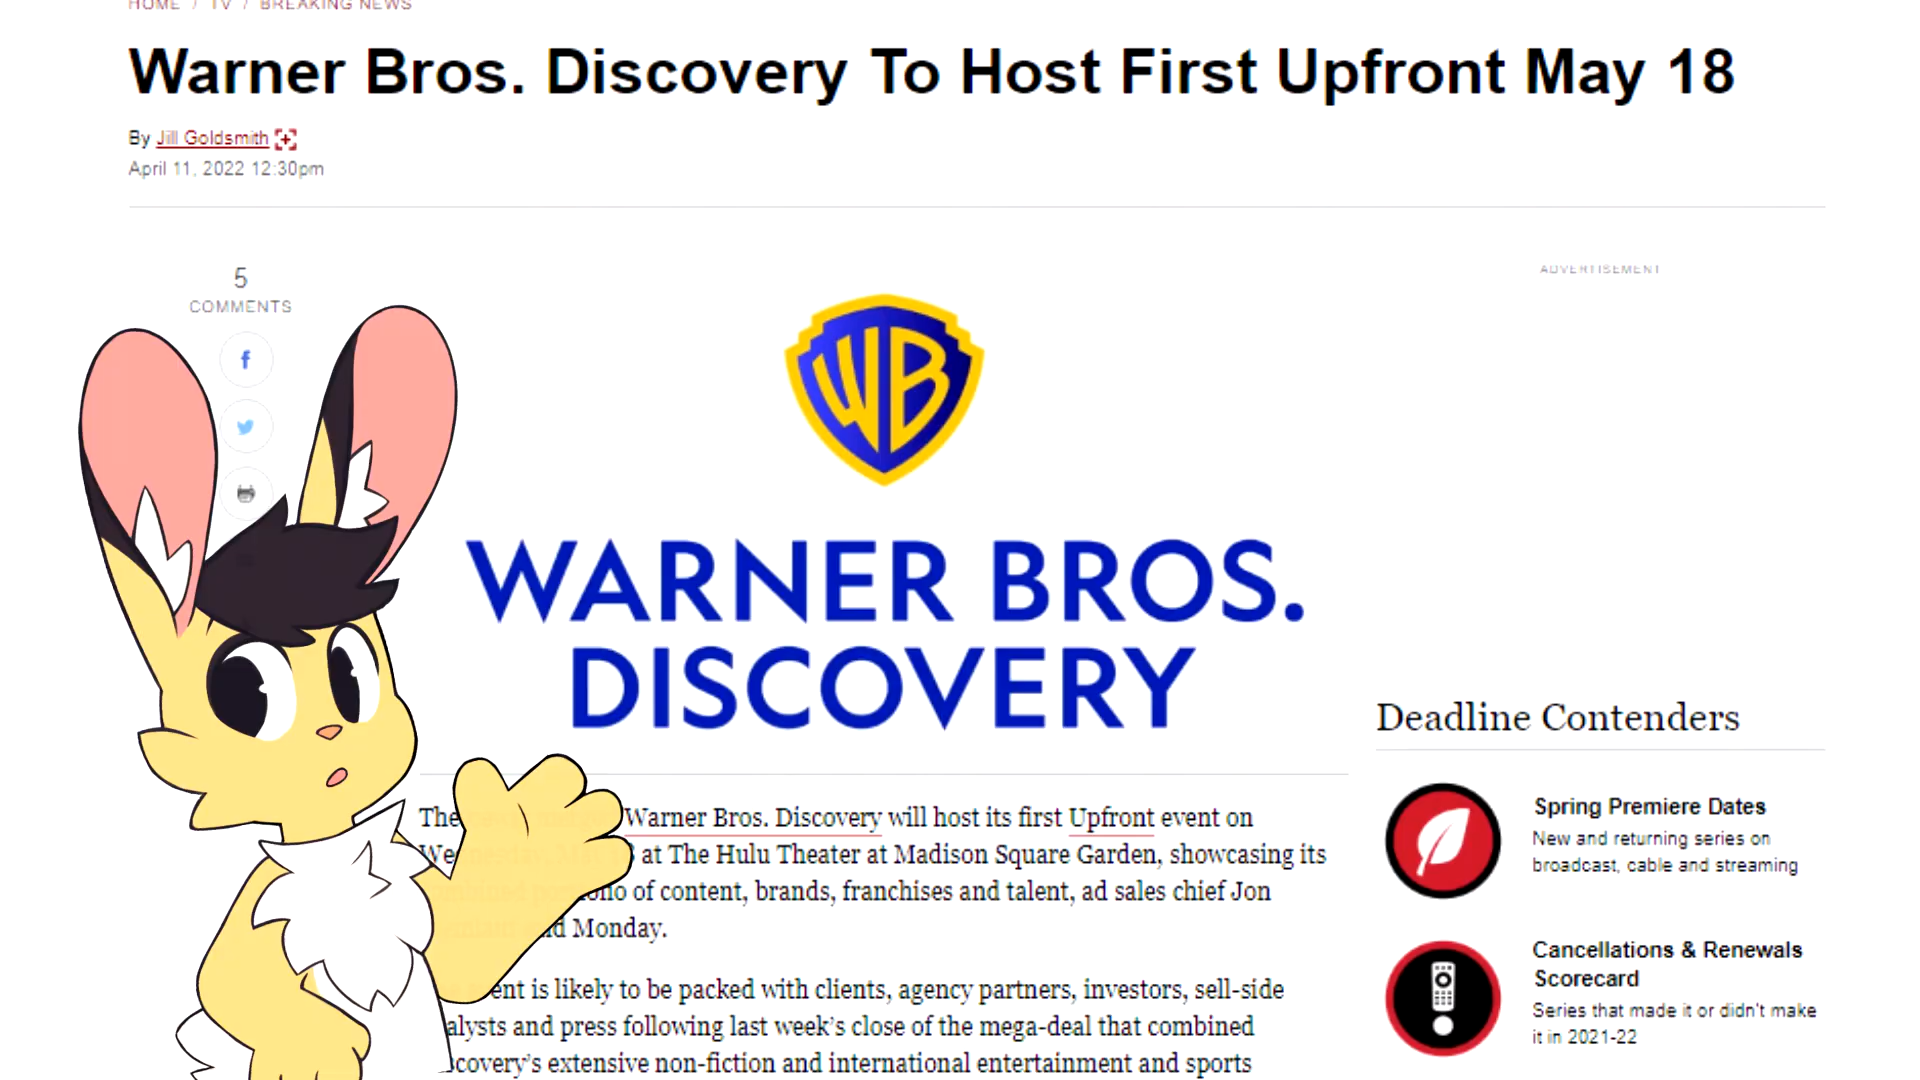 HOME / TV / BREAKING NEWS
Warner Bros. Discovery To Host First Upfront May 18
By Jill Goldsmith
April 11, 2022 12:30pm
5
COMMENTS
ADVERTISEMENT
WB
WARNER BROS.
DISCOVERY
The Warner Bros. Discovery will host its first Upfront event on
at The Hulu Theater at Madison Square Garden, showcasing its
of content, brands, franchises and talent, ad sales chief Jon
Monday.
is likely to be packed with clients, agency partners, investors, sell-side
and press following last week’s close of the mega-deal that combined
extensive non-fiction and international entertainment and sports
Deadline Contenders
Spring Premiere Dates
New and returning series on
broadcast, cable and streaming
Cancellations & Renewals
Scorecard
Series that made it or didn't make
it in 2021-22